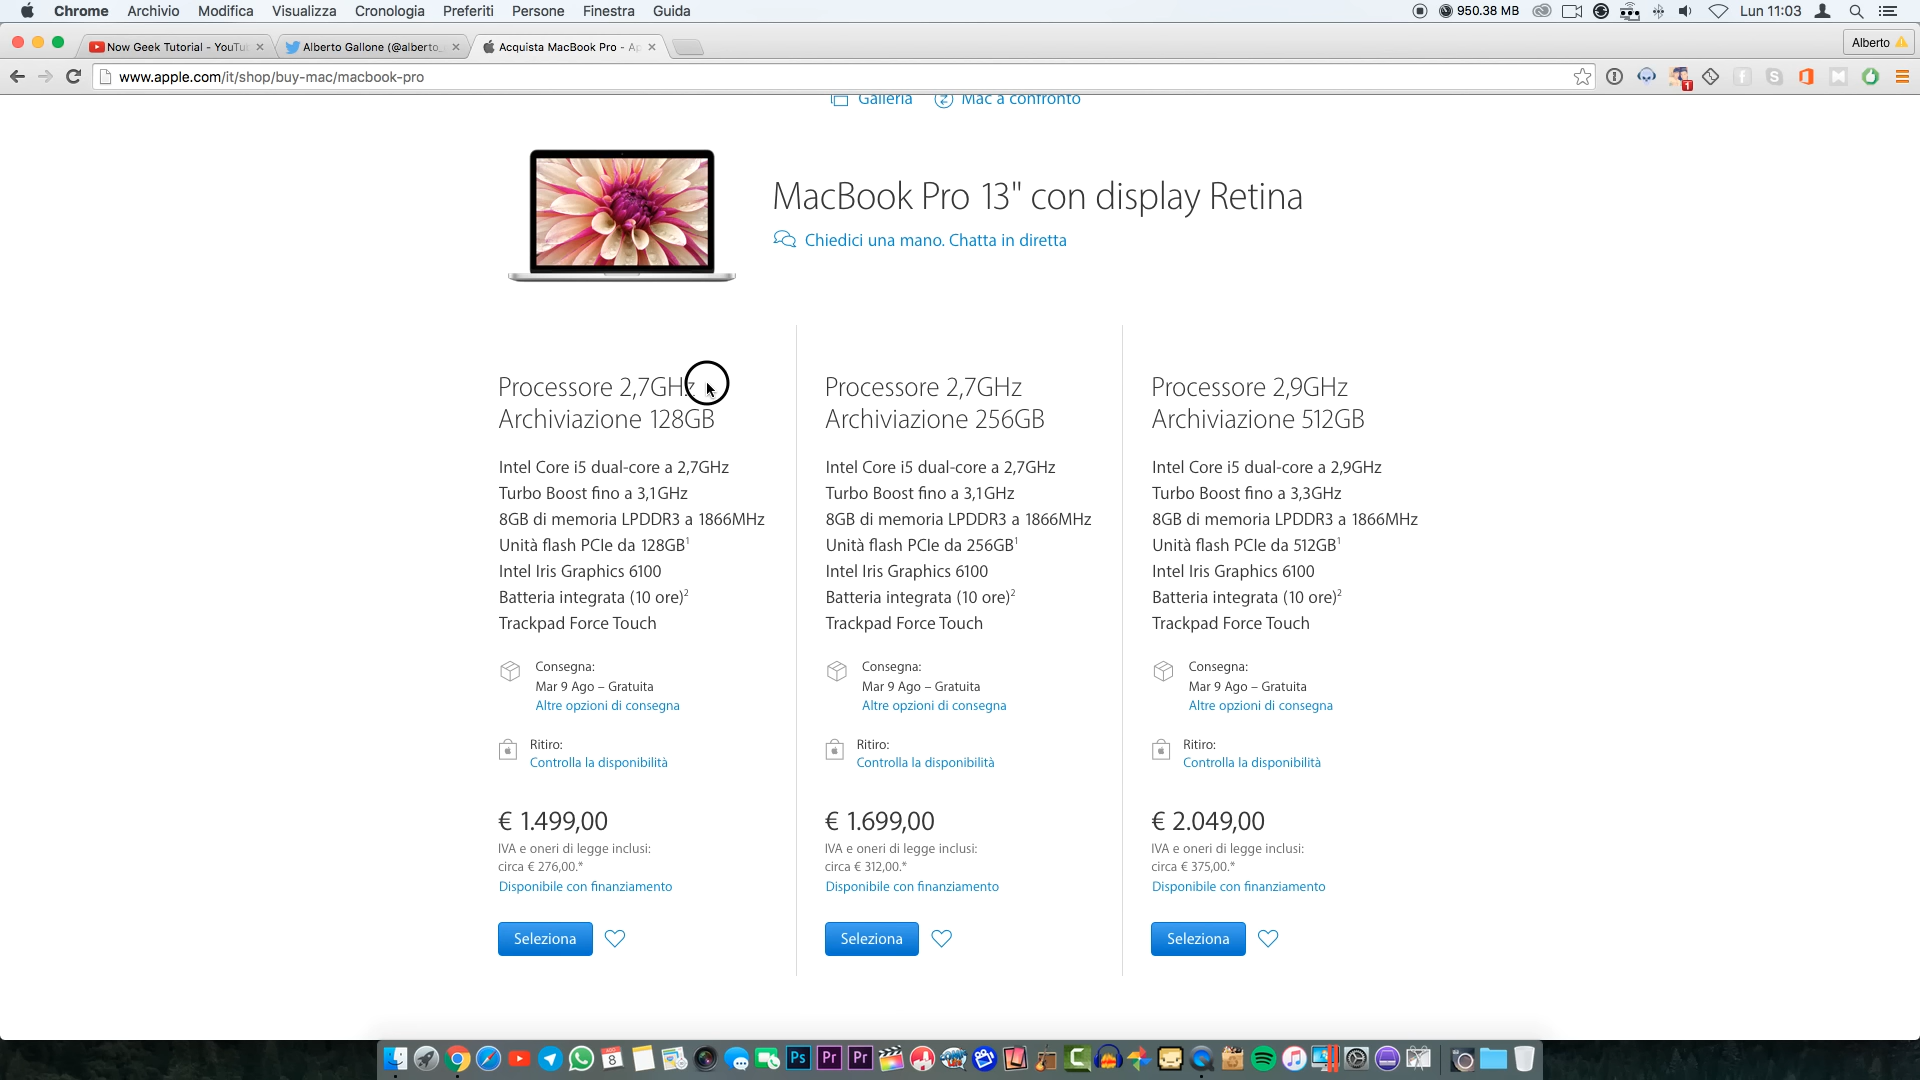 Chrome Archivio Modifica Visualizza Cronologia Preferiti Persone Finestra Guida 950.38 MB Lun 11:03
Now Geek Tutorial - YouTu Alberto Gallone (@alberto_ Acquista MacBook Pro - Ap Alberto
www.apple.com/it/shop/buy-mac/macbook-pro
1
Galleria Mac a confronto
MacBook Pro 13" con display Retina
Chiedici una mano. Chatta in diretta
Processore 2,7GHz
Archiviazione 128GB
Intel Core i5 dual-core a 2,7GHz
Turbo Boost fino a 3,1GHz
8GB di memoria LPDDR3 a 1866MHz
Unità flash PCIe da 128GB¹
Intel Iris Graphics 6100
Batteria integrata (10 ore)²
Trackpad Force Touch
Consegna:
Mar 9 Ago – Gratuita
Altre opzioni di consegna
Ritiro:
Controlla la disponibilità
€ 1.499,00
IVA e oneri di legge inclusi:
circa € 276,00.*
Disponibile con finanziamento
Seleziona
Processore 2,7GHz
Archiviazione 256GB
Intel Core i5 dual-core a 2,7GHz
Turbo Boost fino a 3,1GHz
8GB di memoria LPDDR3 a 1866MHz
Unità flash PCIe da 256GB¹
Intel Iris Graphics 6100
Batteria integrata (10 ore)²
Trackpad Force Touch
Consegna:
Mar 9 Ago – Gratuita
Altre opzioni di consegna
Ritiro:
Controlla la disponibilità
€ 1.699,00
IVA e oneri di legge inclusi:
circa € 312,00.*
Disponibile con finanziamento
Seleziona
Processore 2,9GHz
Archiviazione 512GB
Intel Core i5 dual-core a 2,9GHz
Turbo Boost fino a 3,3GHz
8GB di memoria LPDDR3 a 1866MHz
Unità flash PCIe da 512GB¹
Intel Iris Graphics 6100
Batteria integrata (10 ore)²
Trackpad Force Touch
Consegna:
Mar 9 Ago – Gratuita
Altre opzioni di consegna
Ritiro:
Controlla la disponibilità
€ 2.049,00
IVA e oneri di legge inclusi:
circa € 375,00.*
Disponibile con finanziamento
Seleziona
8 Ps Pr Pr